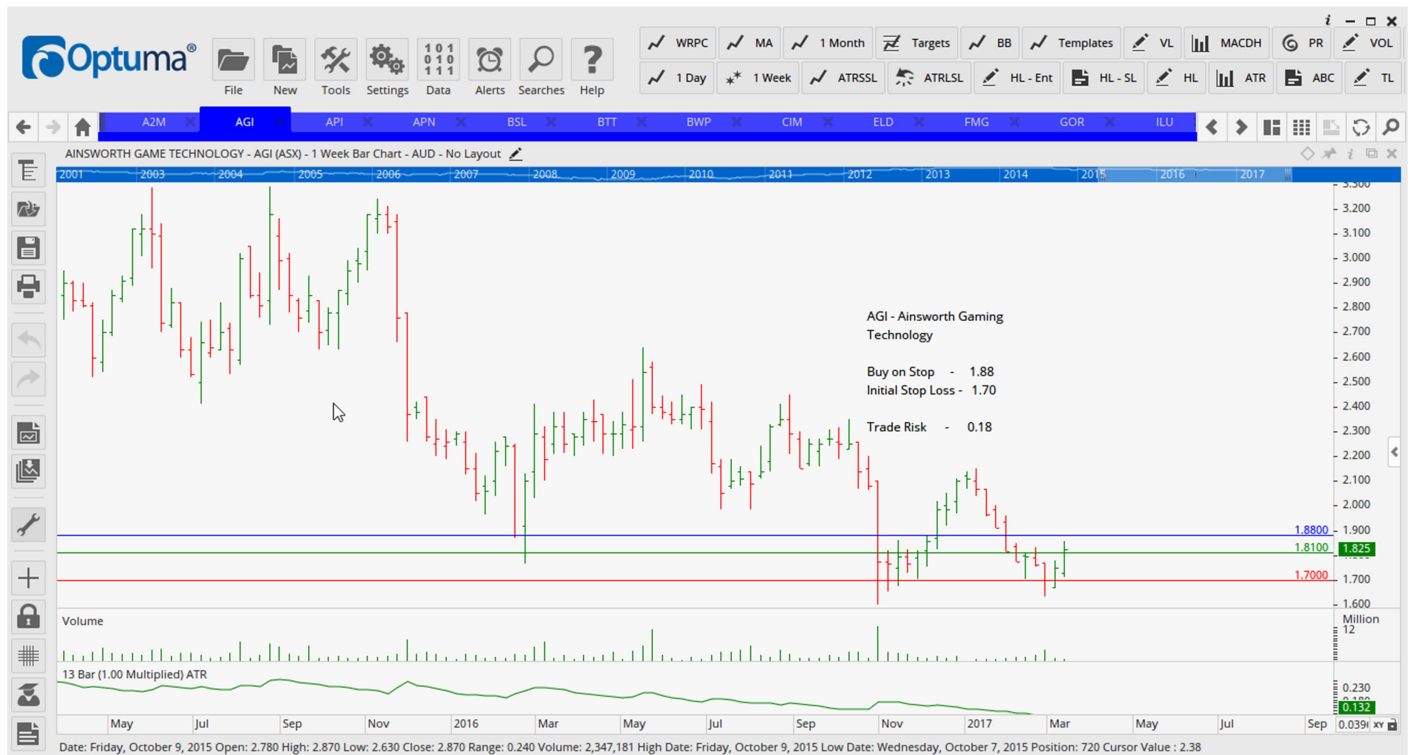 i
Optuma®
File New Tools Settings Data Alerts Searches Help
101
010
111
WRPC MA 1 Month Targets BB Templates VL MACDH PR VOL
1 Day 1 Week ATRSSL ATRLSL HL - Ent HL - SL HL ATR ABC TL
A2M AGI API APN BSL BTT BWP CIM ELD FMG GOR ILU
AINSWORTH GAME TECHNOLOGY - AGI (ASX) - 1 Week Bar Chart - AUD - No Layout
2001 2003 2004 2005 2006 2007 2008 2009 2010 2011 2012 2013 2014 2015 2016 2017
3.300
3.200
3.100
3.000
2.900
2.800
2.700
2.600
2.500
2.400
2.300
2.200
2.100
2.000
1.900
1.700
1.600
AGI - Ainsworth Gaming
Technology
Buy on Stop - 1.88
Initial Stop Loss - 1.70
Trade Risk - 0.18
1.8800
1.8100 1.825
1.7000
Volume
Million
12
13 Bar (1.00 Multiplied) ATR
0.230
0.132
May Jul Sep Nov 2016 Mar May Jul Sep Nov 2017 Mar May Jul Sep 0.039 XY
Date: Friday, October 9, 2015 Open: 2.780 High: 2.870 Low: 2.630 Close: 2.870 Range: 0.240 Volume: 2,347,181 High Date: Friday, October 9, 2015 Low Date: Wednesday, October 7, 2015 Position: 720 Cursor Value : 2.38